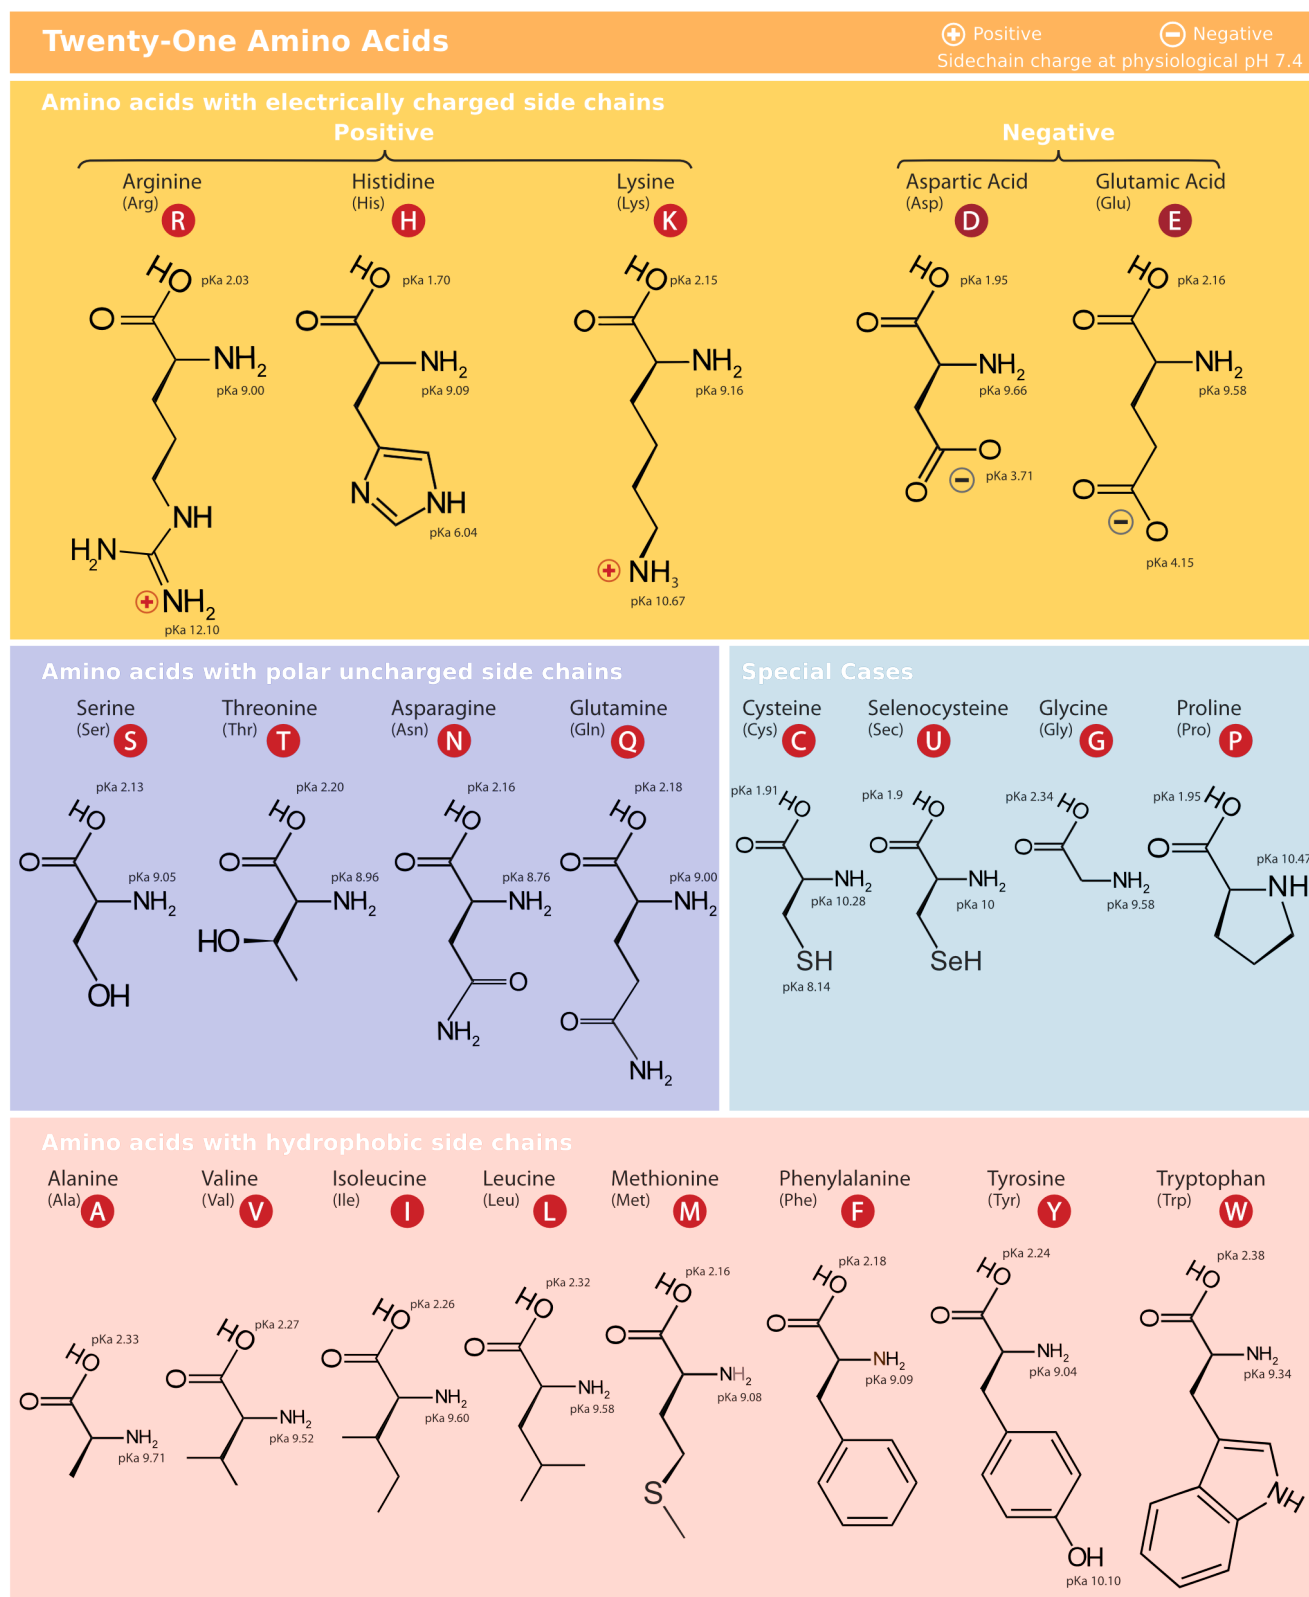 Twenty-One Amino Acids
+ Positive − Negative
Sidechain charge at physiological pH 7.4
Amino acids with electrically charged side chains
Positive Negative
Arginine Histidine Lysine Aspartic Acid Glutamic Acid
(Arg) (His) (Lys) (Asp) (Glu)
R H K D E
HO HO HO HO HO
pKa 2.03 pKa 1.70 pKa 2.15 pKa 1.95 pKa 2.16
O O O O O
NH2 NH2 NH2 NH2 NH2
pKa 9.00 pKa 9.09 pKa 9.16 pKa 9.66 pKa 9.58
O
− pKa 3.71
N NH O O
NH − O
pKa 6.04
H2N + NH3 pKa 4.15
+ NH2 pKa 10.67
pKa 12.10
Amino acids with polar uncharged side chains
Serine Threonine Asparagine Glutamine
(Ser) (Thr) (Asn) (Gln)
S T N Q
pKa 2.13 pKa 2.20 pKa 2.16 pKa 2.18
HO HO HO HO
O O O O
pKa 9.05 pKa 8.96 pKa 8.76 pKa 9.00
NH2 NH2 NH2 NH2
HO
OH O
NH2 O
NH2
Special Cases
Cysteine Selenocysteine Glycine Proline
(Cys) (Sec) (Gly) (Pro)
C U G P
pKa 1.91 pKa 1.9 pKa 2.34 pKa 1.95
HO HO HO HO
O O O O
pKa 10.47
NH2 NH2 NH2 NH
pKa 10.28 pKa 10 pKa 9.58
SH SeH
pKa 8.14
Amino acids with hydrophobic side chains
Alanine Valine Isoleucine Leucine Methionine Phenylalanine Tyrosine Tryptophan
(Ala) (Val) (Ile) (Leu) (Met) (Phe) (Tyr) (Trp)
A V I L M F Y W
pKa 2.33 pKa 2.27 pKa 2.26 pKa 2.32 pKa 2.16 pKa 2.18 pKa 2.24 pKa 2.38
HO HO HO HO HO HO HO HO
O O O O O O O O
NH2 NH2 NH2 NH2 NH2 NH2 NH2 NH2
pKa 9.71 pKa 9.52 pKa 9.60 pKa 9.58 pKa 9.08 pKa 9.09 pKa 9.04 pKa 9.34
S NH
OH
pKa 10.10